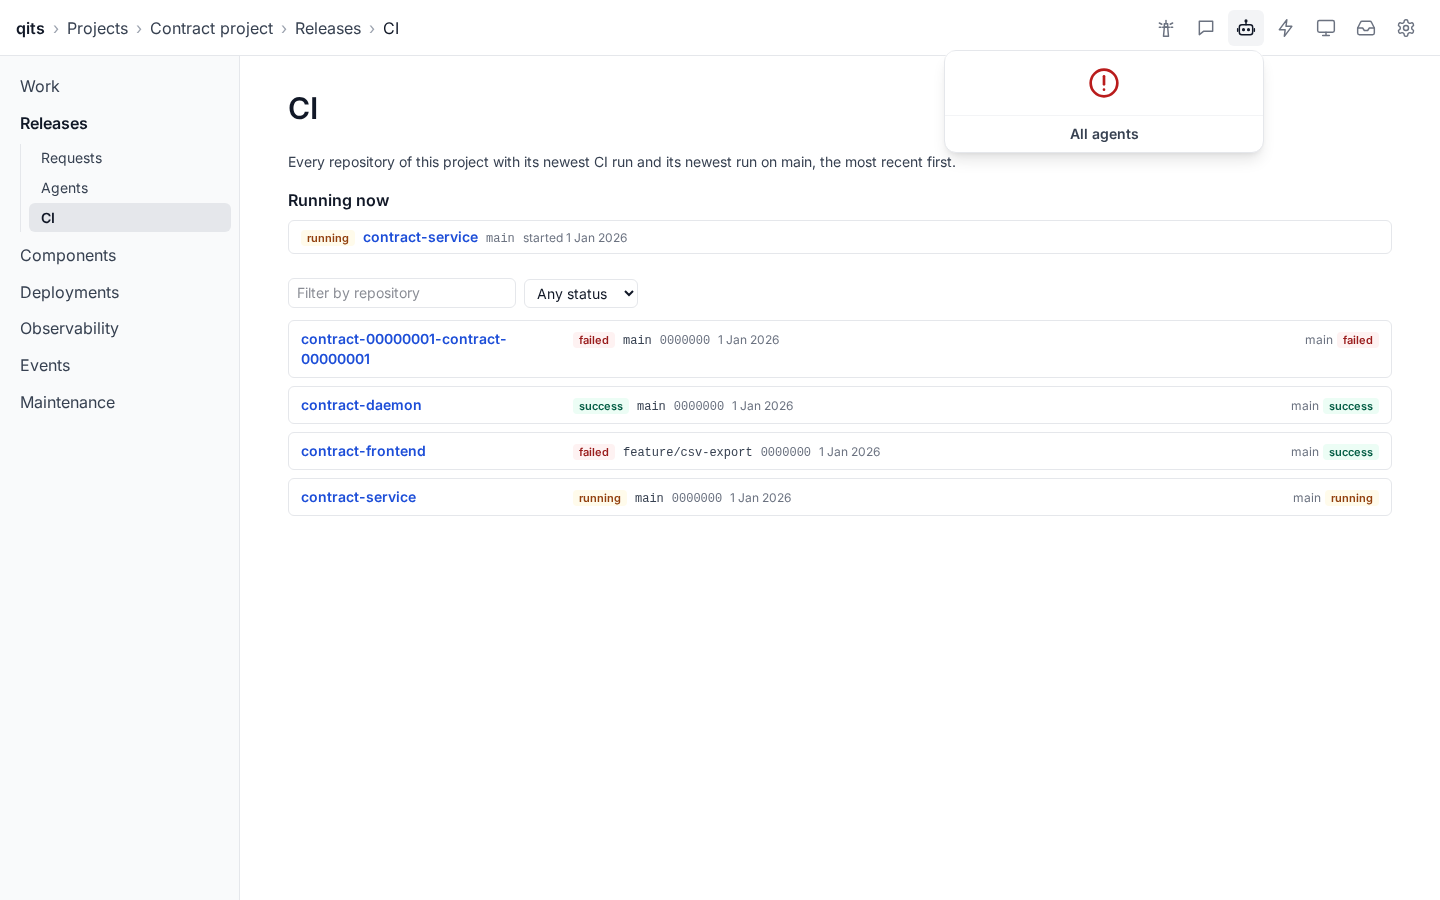 qits › Projects › Contract project › Releases › CI
All agents
Work
Releases
Requests
Agents
CI
Components
Deployments
Observability
Events
Maintenance
CI
Every repository of this project with its newest CI run and its newest run on main, the most recent first.
Running now
running contract-service main started 1 Jan 2026
Filter by repository Any status
contract-00000001-contract-00000001 failed main 0000000 1 Jan 2026 main failed
contract-daemon success main 0000000 1 Jan 2026 main success
contract-frontend failed feature/csv-export 0000000 1 Jan 2026 main success
contract-service running main 0000000 1 Jan 2026 main running